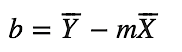 b = Y̅ − mX̅